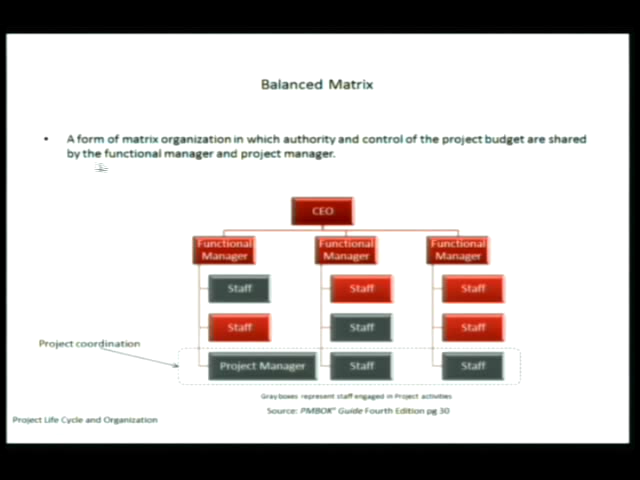 Balanced Matrix
• A form of matrix organization in which authority and control of the project budget are shared
by the functional manager and project manager.
CEO
Functional Manager
Functional Manager
Functional Manager
Staff
Staff
Staff
Staff
Staff
Staff
Project coordination
Project Manager
Staff
Staff
Gray boxes represent staff engaged in Project activities
Source: PMBOK® Guide Fourth Edition pg 30
Project Life Cycle and Organization